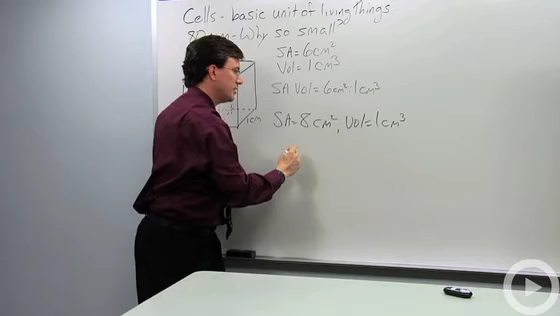 Cells - basic unit of living things
80 - Why so small?
SA = 6cm²
Vol = 1cm³
SA:Vol = 6cm²:1cm³
1cm
SA = 8cm², Vol = 1cm³